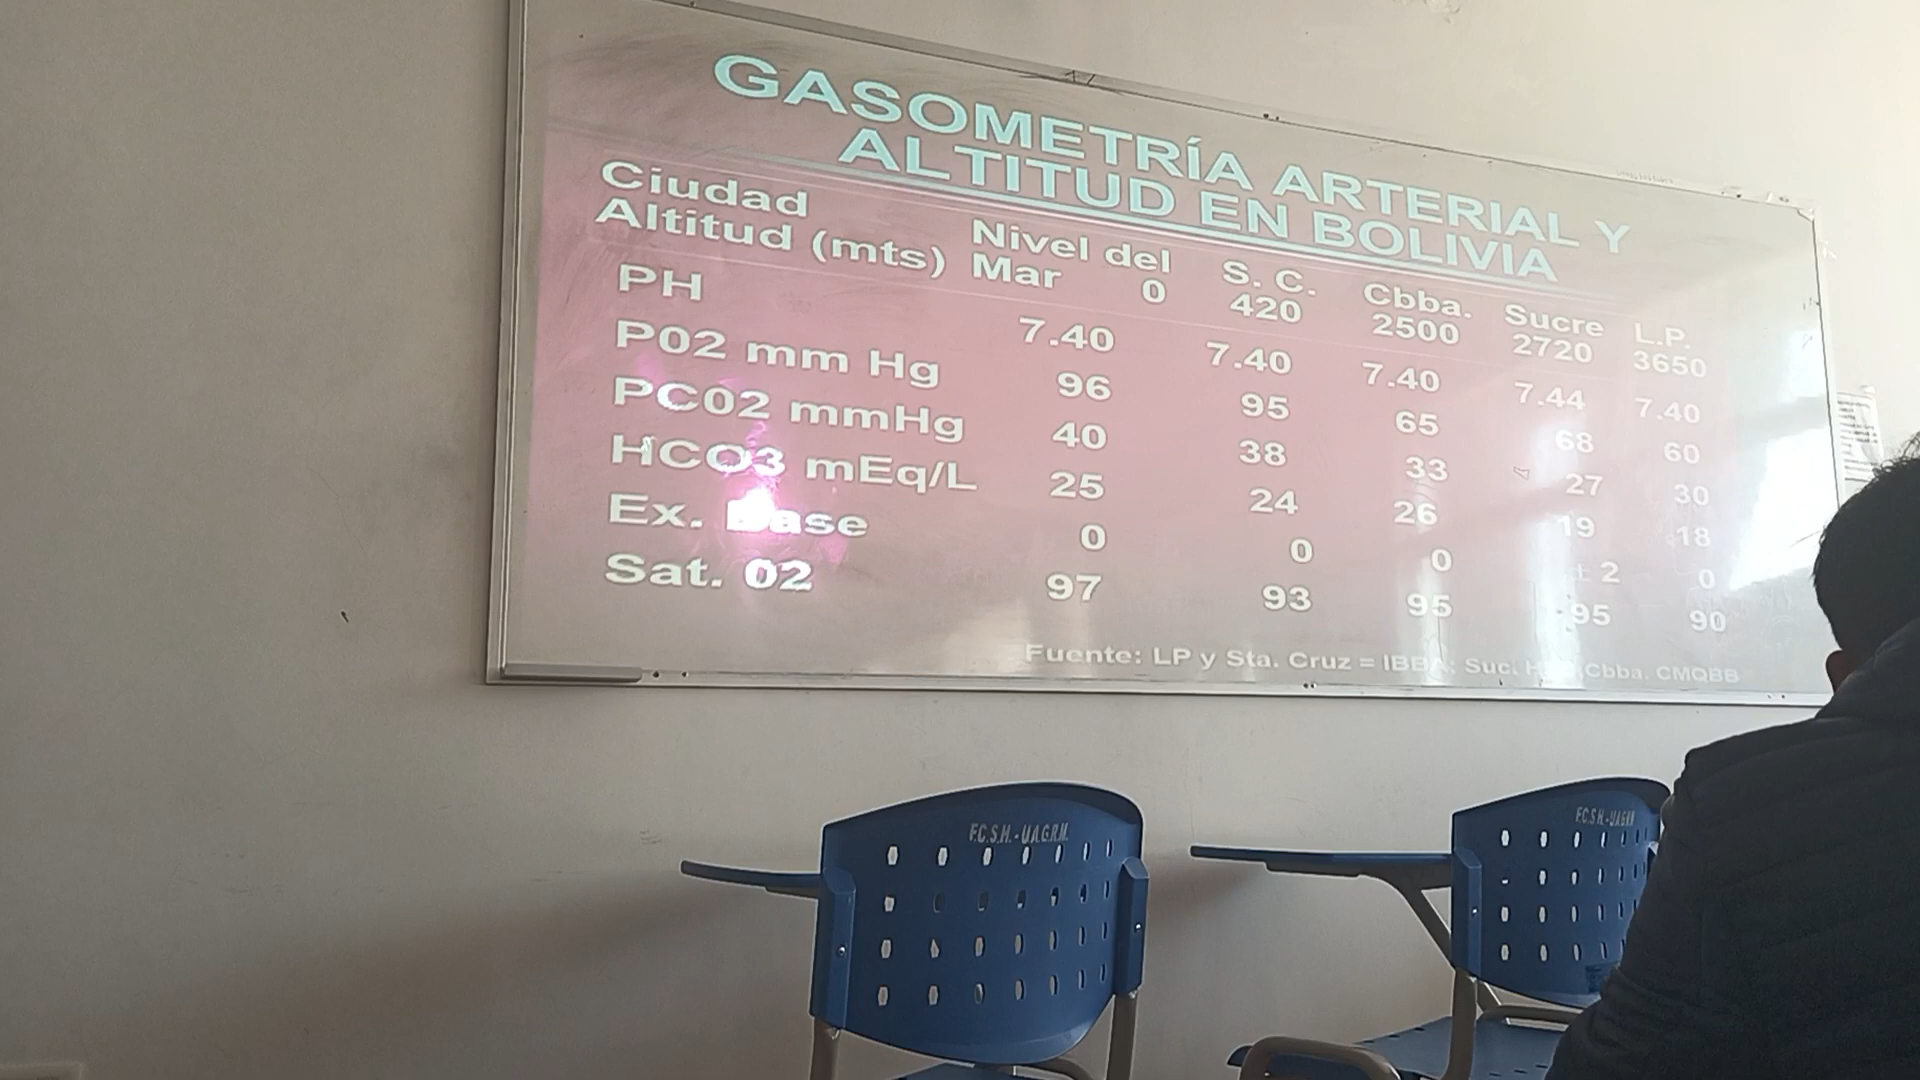 GASOMETRÍA ARTERIAL Y
ALTITUD EN BOLIVIA
Ciudad Nivel del S. C. Cbba. Sucre L.P.
Altitud (mts) Mar 0 420 2500 2720 3650
PH 7.40 7.40 7.40 7.44 7.40
P02 mm Hg 96 95 65 68 60
PC02 mmHg 40 38 33 27 30
HCO3 mEq/L 25 24 26 19 18
Ex. Base 0 0 0 ± 2 0
Sat. 02 97 93 95 95 90
Fuente: LP y Sta. Cruz = IBBA; Suc. Cbba. CMQBB
F.C.S.H.-U.A.G.R.M.
F.C.S.H.-U.A.G.R.M